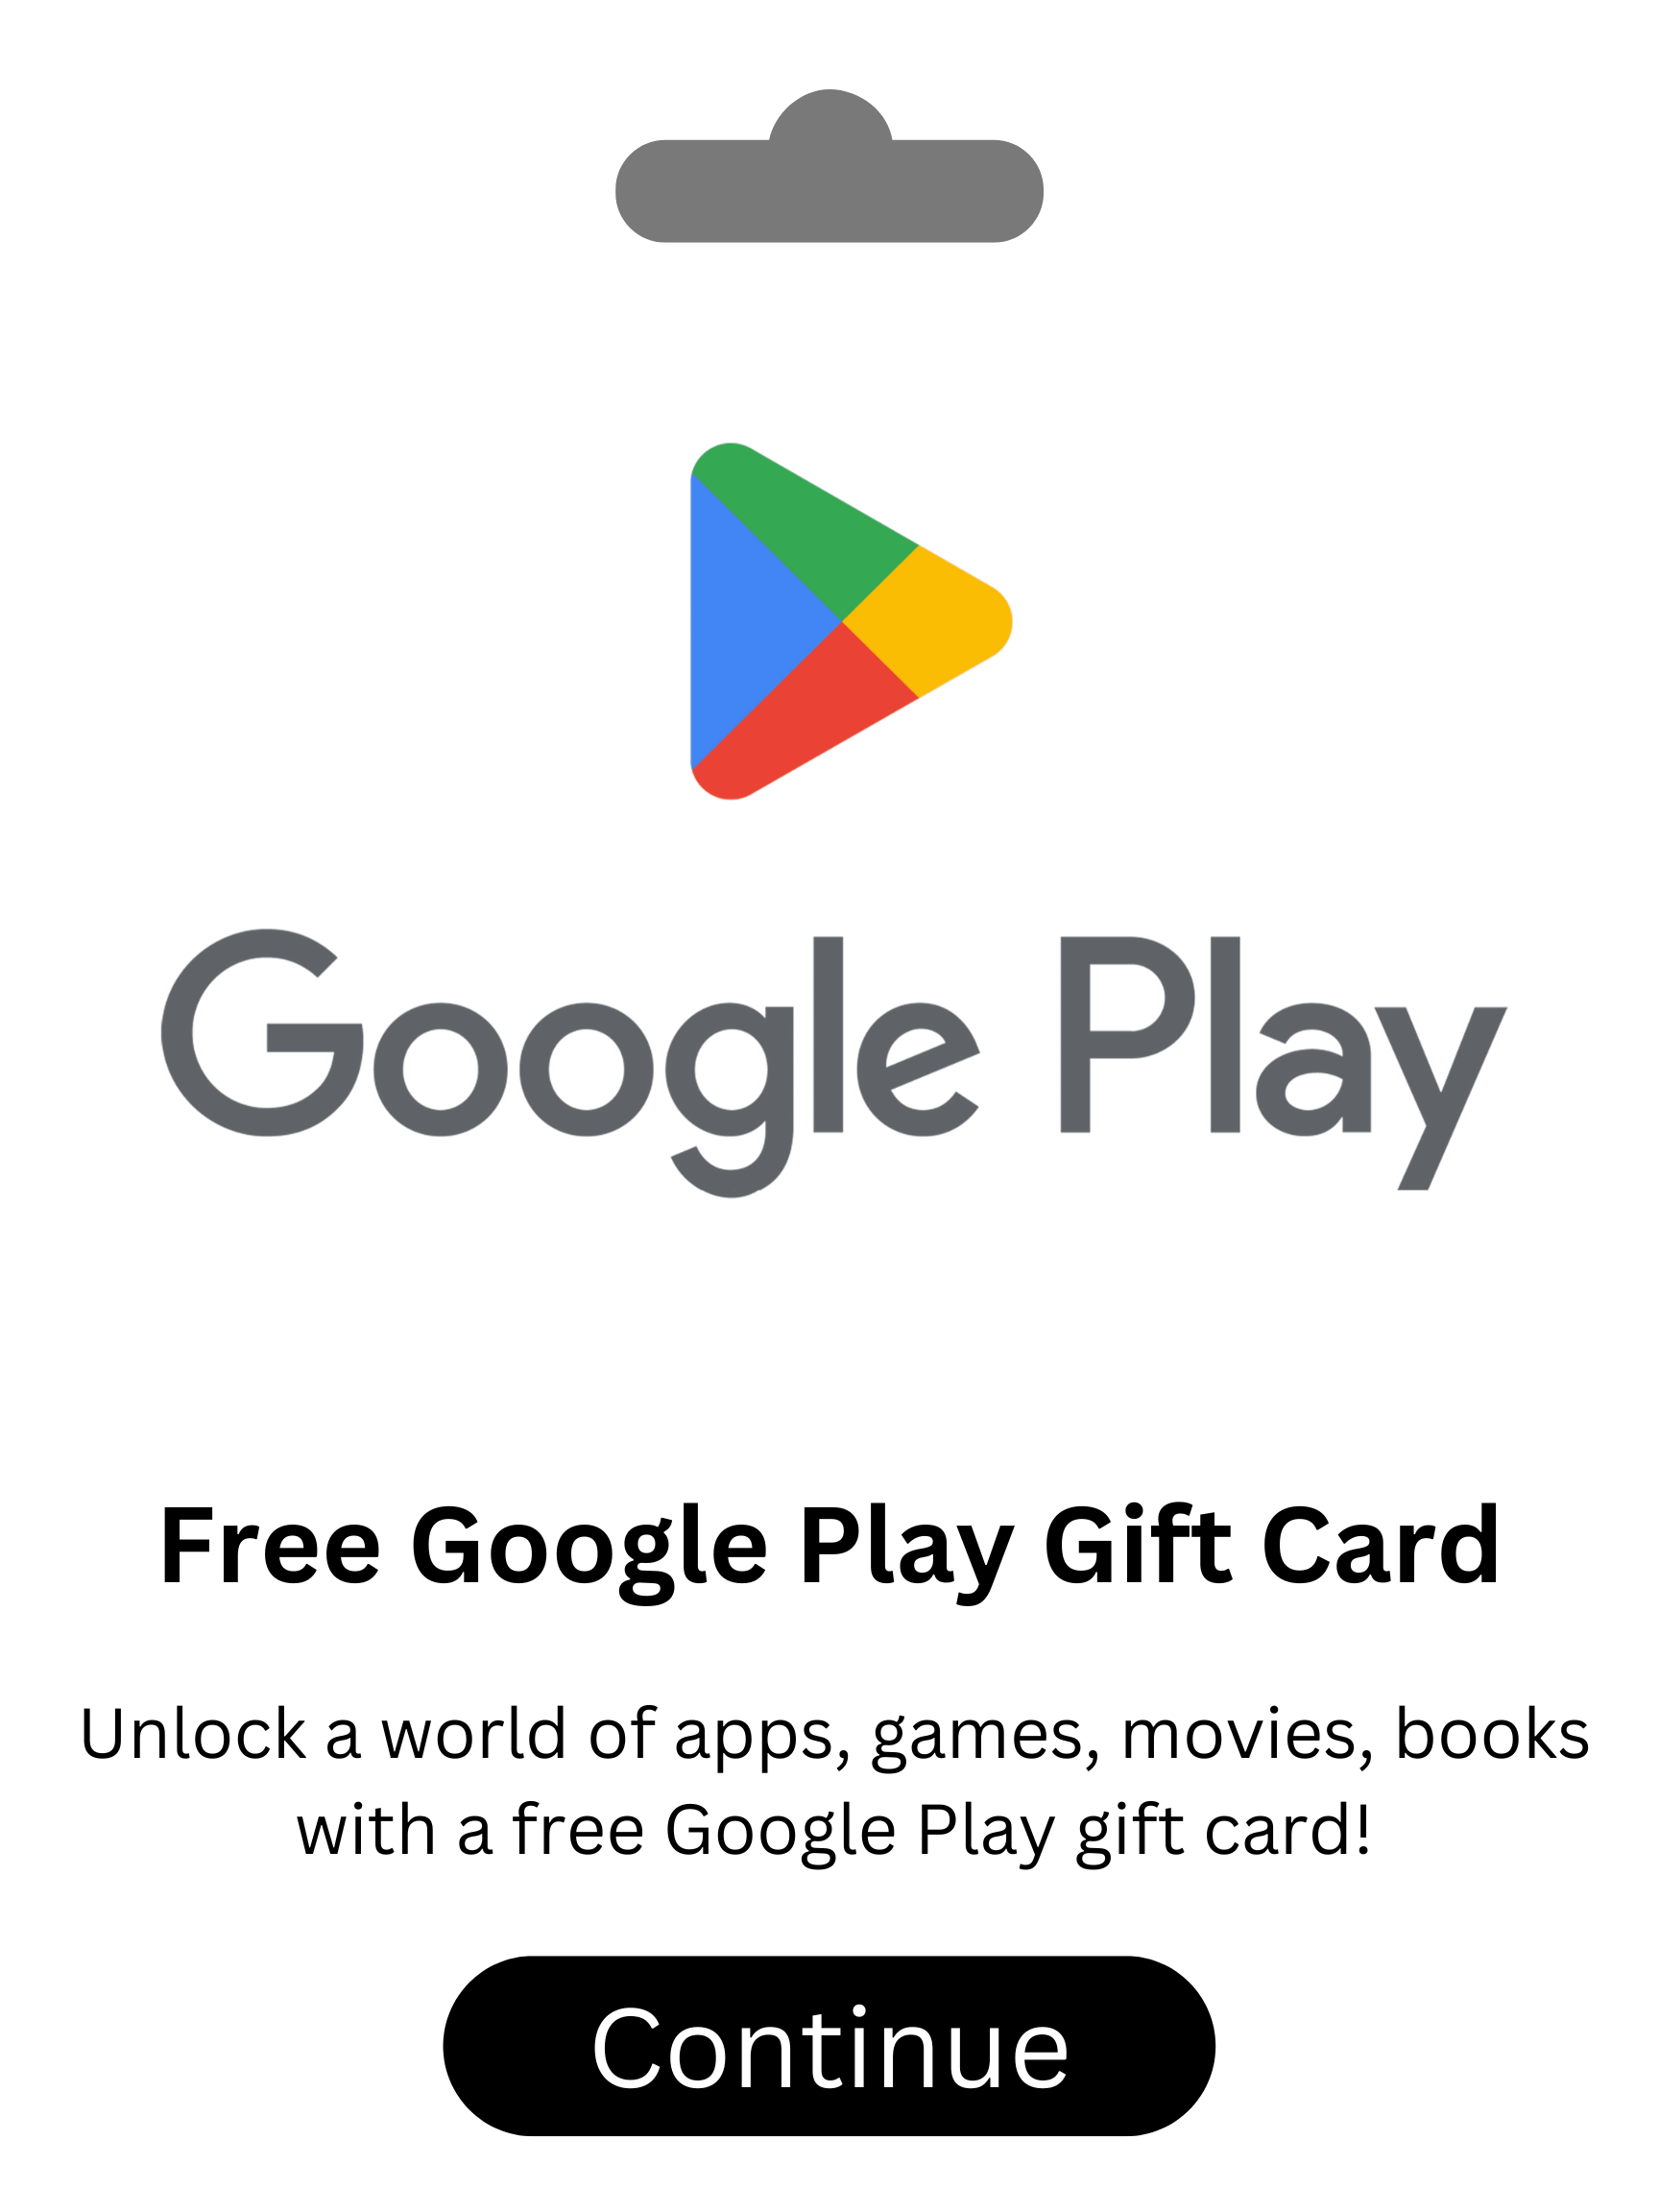 Google Play
Free Google Play Gift Card
Unlock a world of apps, games, movies, books
with a free Google Play gift card!
Continue